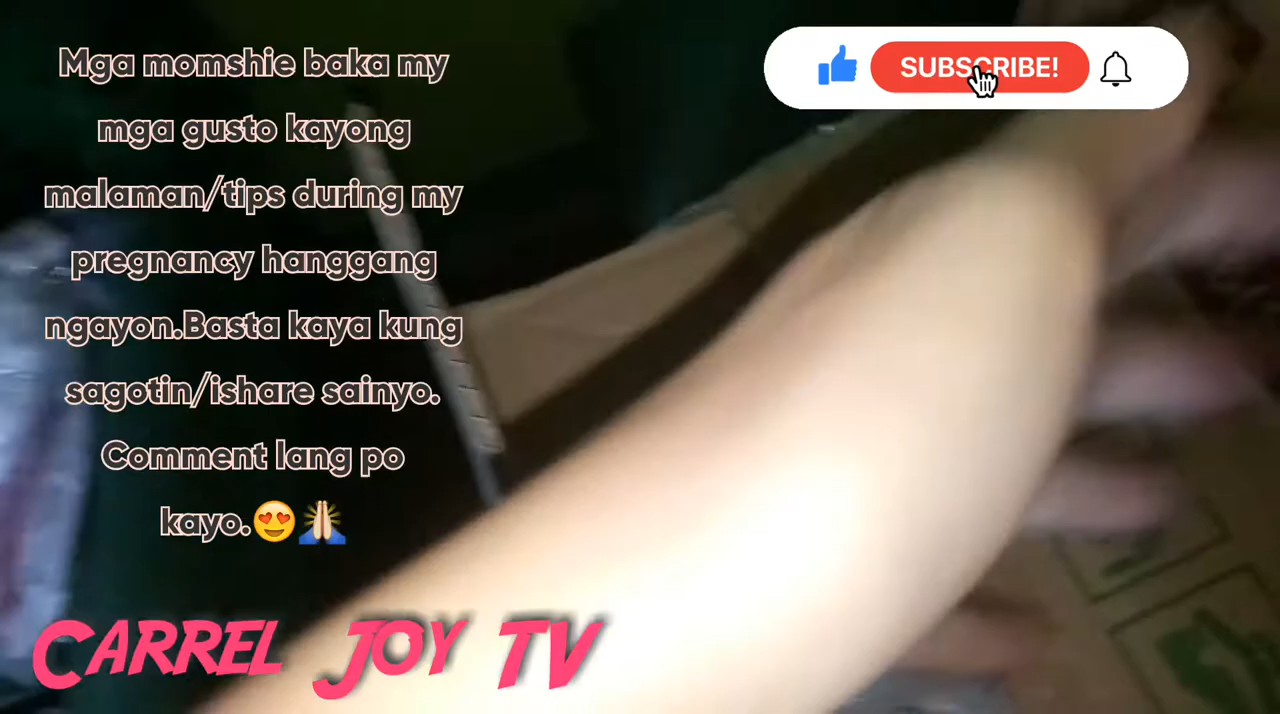 Mga momshie baka my
mga gusto kayong
malaman/tips during my
pregnancy hanggang
ngayon.Basta kaya kung
sagotin/ishare sainyo.
Comment lang po
kayo.😍🙏
SUBSCRIBE!
CARREL JOY TV